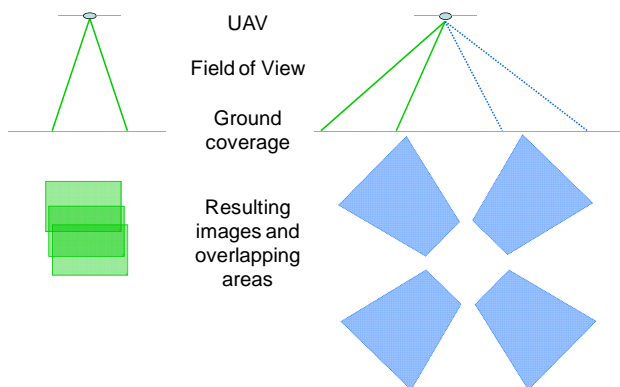 UAV
Field of View
Ground
coverage
Resulting
images and
overlapping
areas